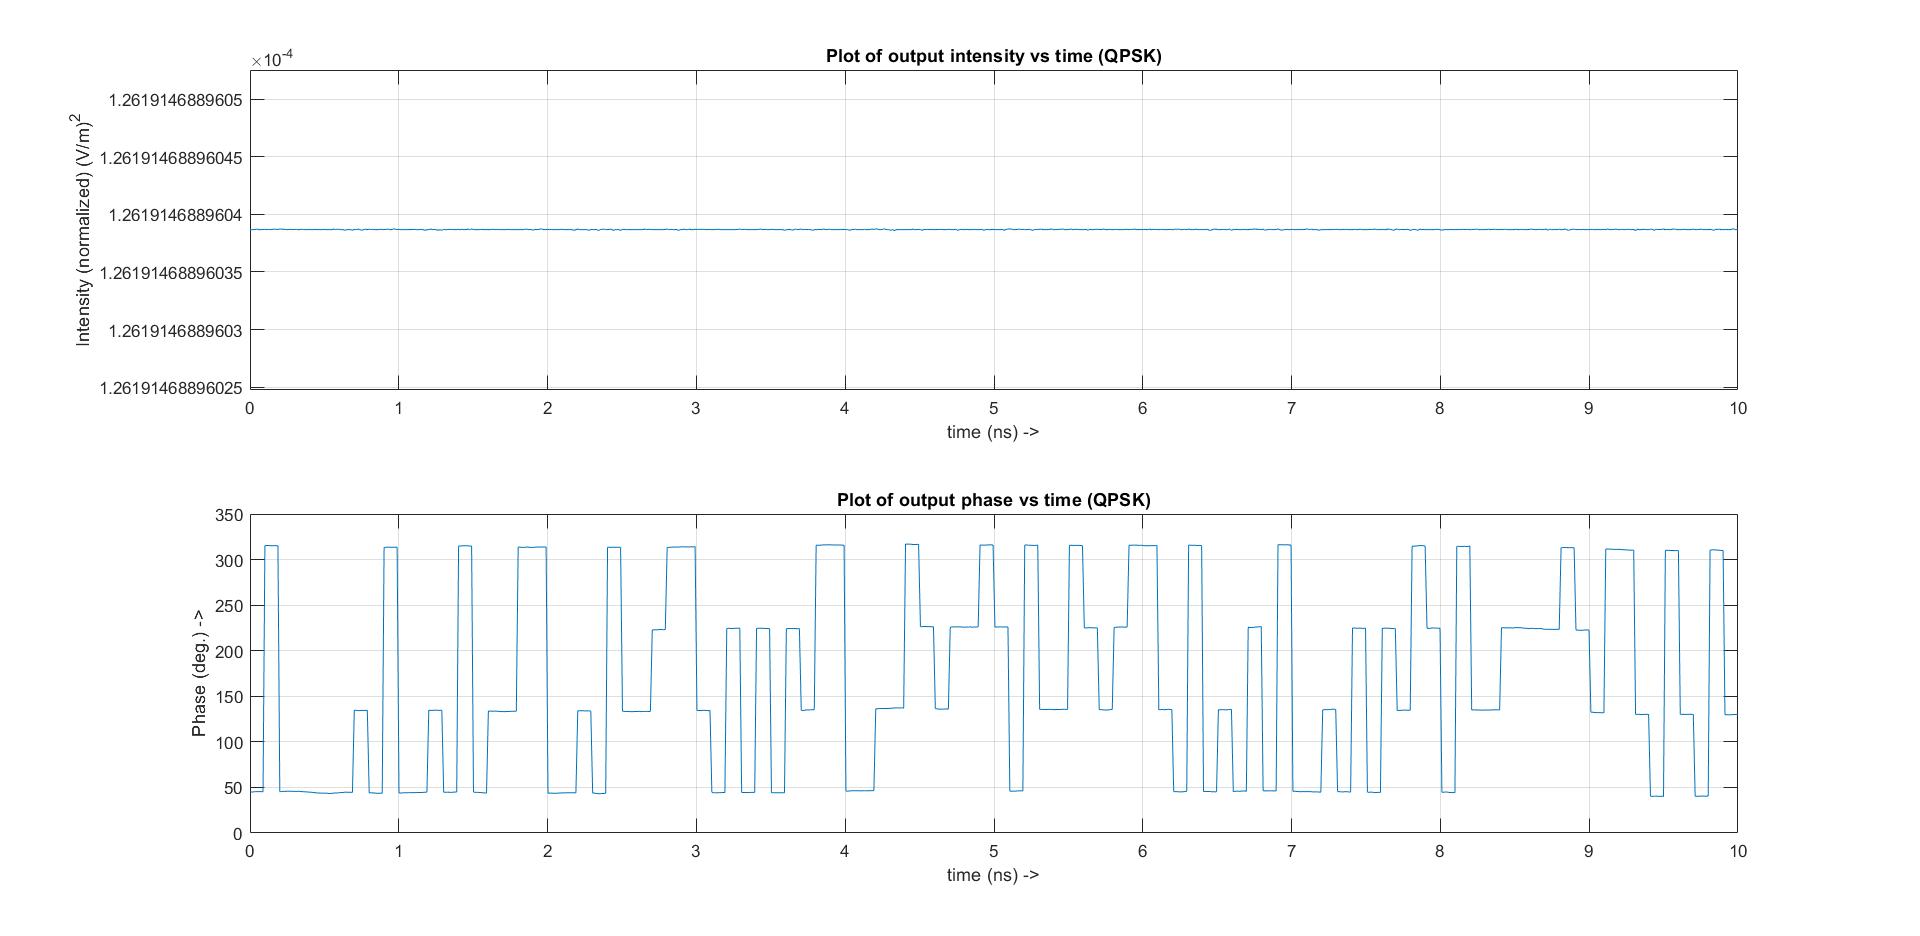 Plot of output intensity vs time (QPSK)
×10-4
Intensity (normalized) (V/m)2
1.2619146889605
1.26191468896045
1.2619146889604
1.26191468896035
1.2619146889603
1.26191468896025
0 1 2 3 4 5 6 7 8 9 10
time (ns) ->
Plot of output phase vs time (QPSK)
Phase (deg.) ->
350
300
250
200
150
100
50
0
0 1 2 3 4 5 6 7 8 9 10
time (ns) ->